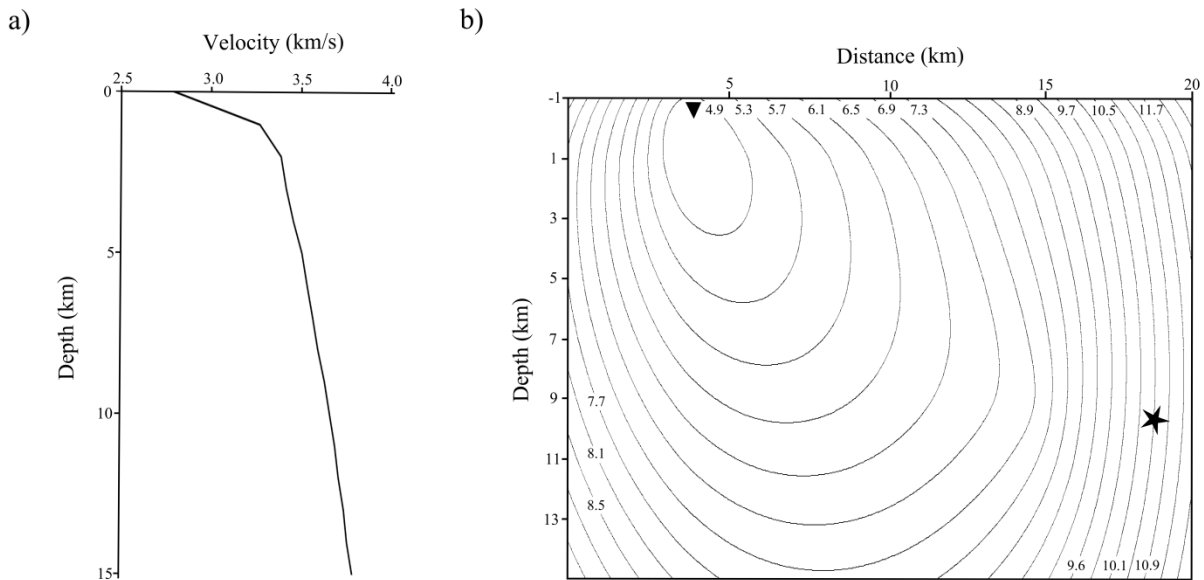 a)
Velocity (km/s)
2.5 3.0 3.5 4.0
0
5
10
15
Depth (km)
b)
Distance (km)
5 10 15 20
-1
1
3
5
7
9
11
13
Depth (km)
4.9 5.3 5.7 6.1 6.5 6.9 7.3 8.9 9.7 10.5 11.7
7.7
8.1
8.5
9.6 10.1 10.9